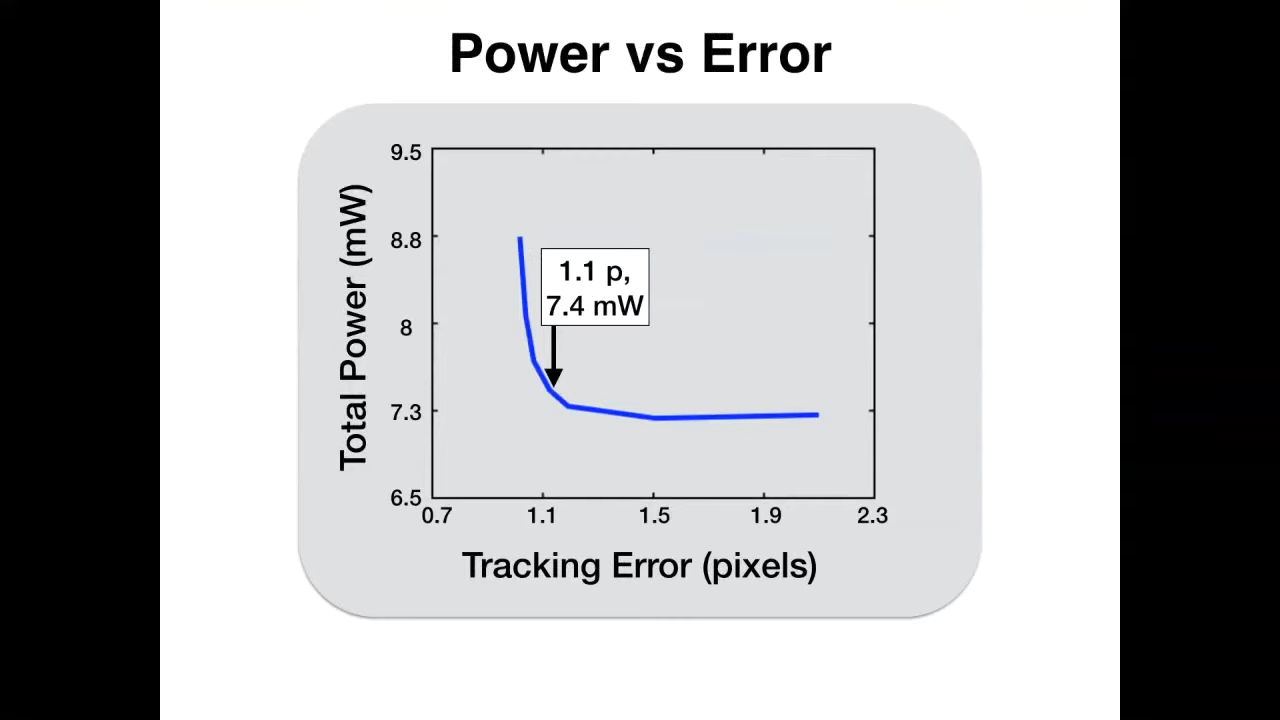 Power vs Error
Total Power (mW)
9.5
8.8
8
7.3
6.5
1.1 p,
7.4 mW
0.7 1.1 1.5 1.9 2.3
Tracking Error (pixels)